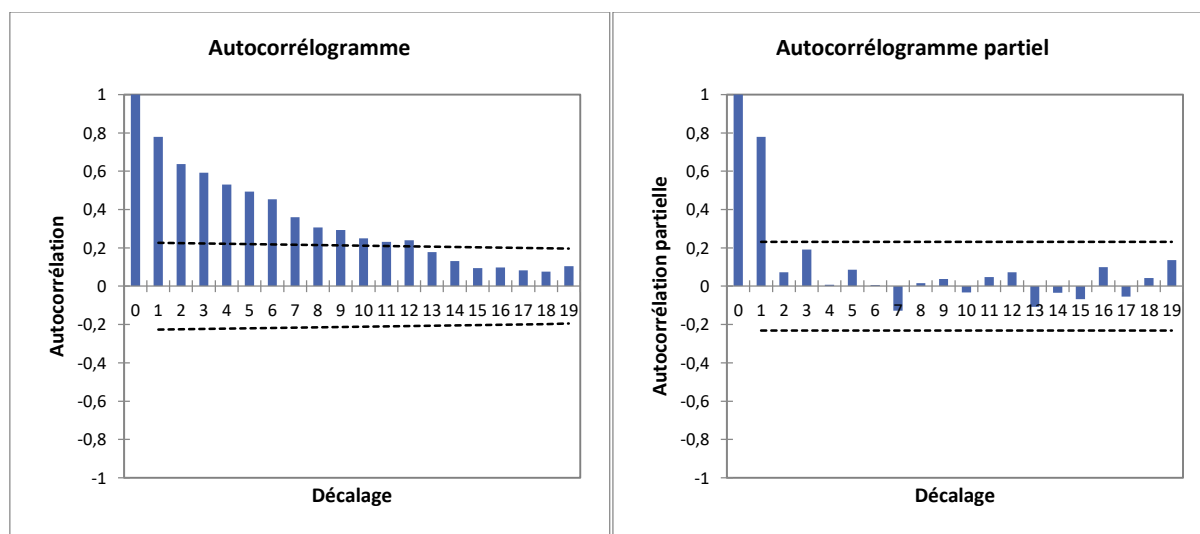 Autocorrélogramme
1
0,8
0,6
0,4
0,2
0
-0,2
-0,4
-0,6
-0,8
-1
0 1 2 3 4 5 6 7 8 9 10 11 12 13 14 15 16 17 18 19
Autocorrélation
Décalage
Autocorrélogramme partiel
1
0,8
0,6
0,4
0,2
0
-0,2
-0,4
-0,6
-0,8
-1
0 1 2 3 4 5 6 7 8 9 10 11 12 13 14 15 16 17 18 19
Autocorrélation partielle
Décalage